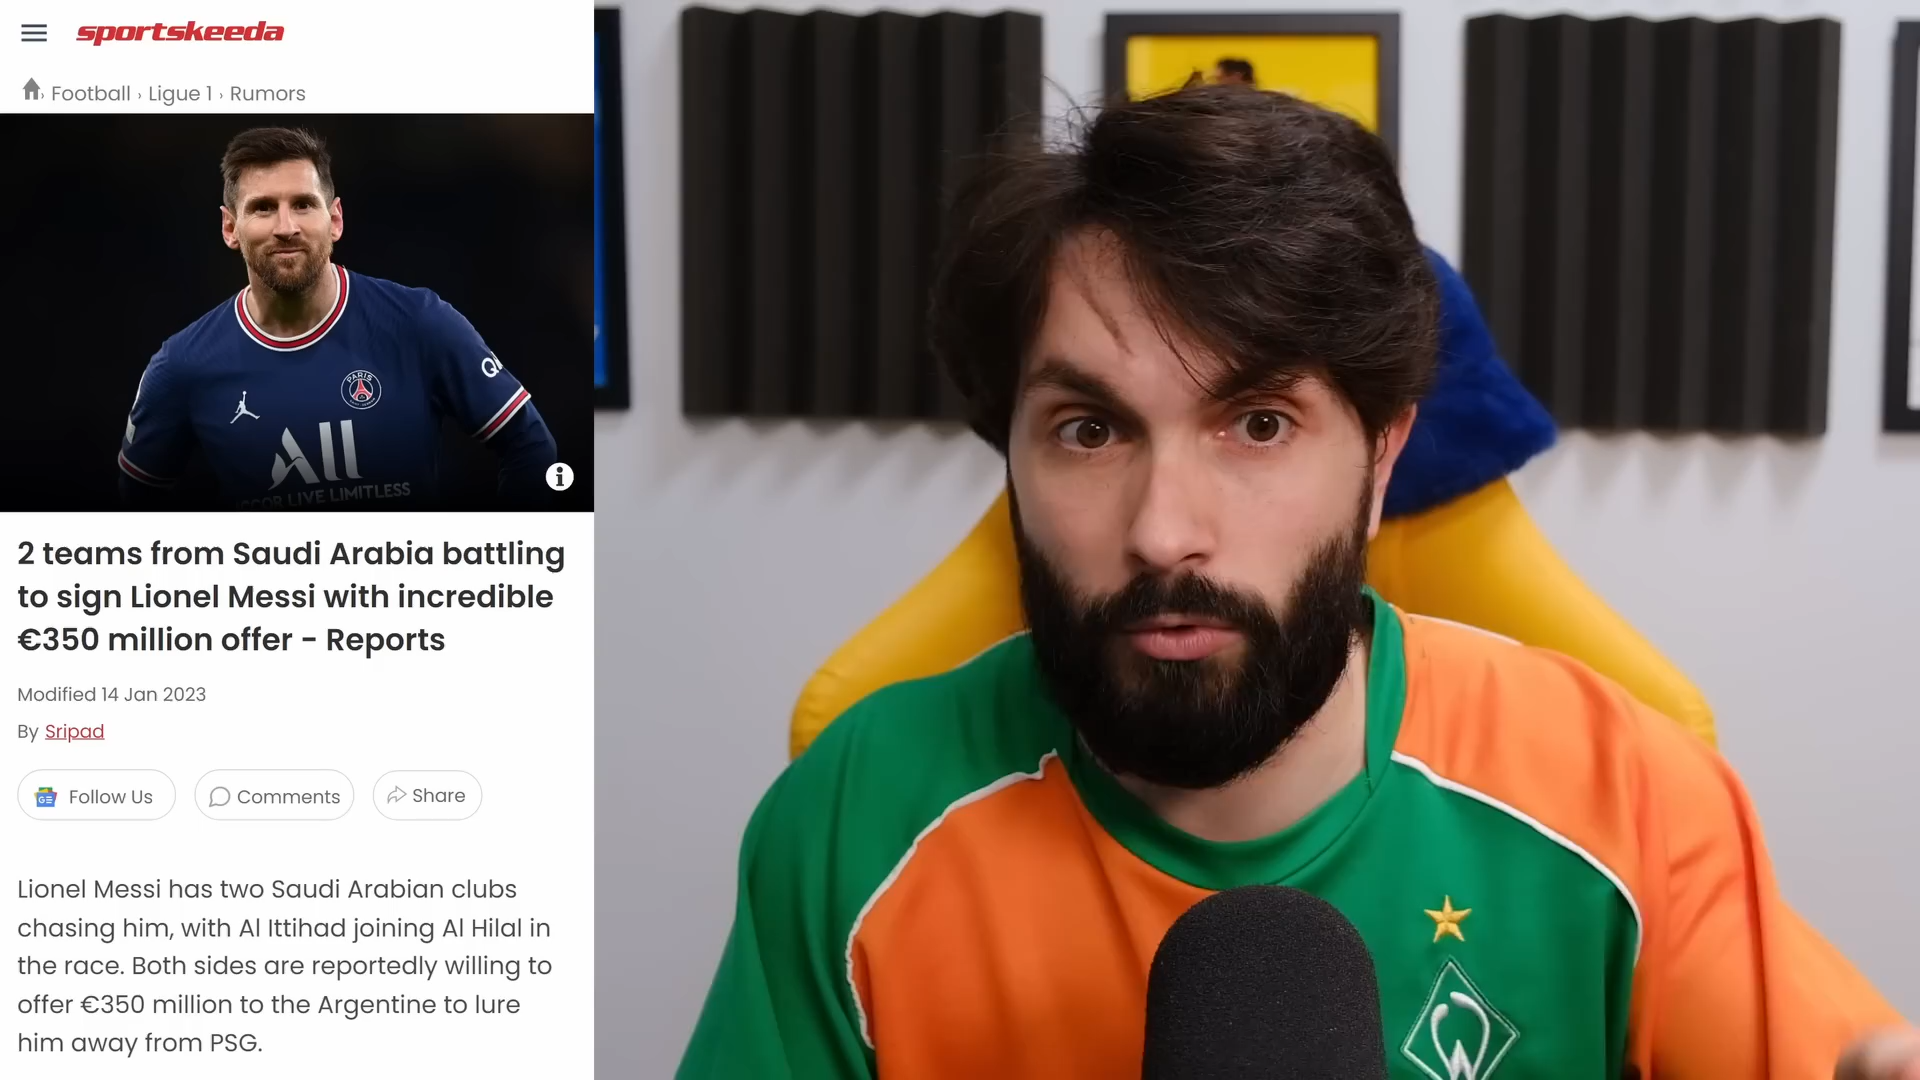 sportskeeda
Football › Ligue 1 › Rumors
PARIS
ALL
ACCOR LIVE LIMITLESS
2 teams from Saudi Arabia battling
to sign Lionel Messi with incredible
€350 million offer - Reports
Modified 14 Jan 2023
By Sripad
GE Follow Us
Comments
Share
Lionel Messi has two Saudi Arabian clubs
chasing him, with Al Ittihad joining Al Hilal in
the race. Both sides are reportedly willing to
offer €350 million to the Argentine to lure
him away from PSG.
W